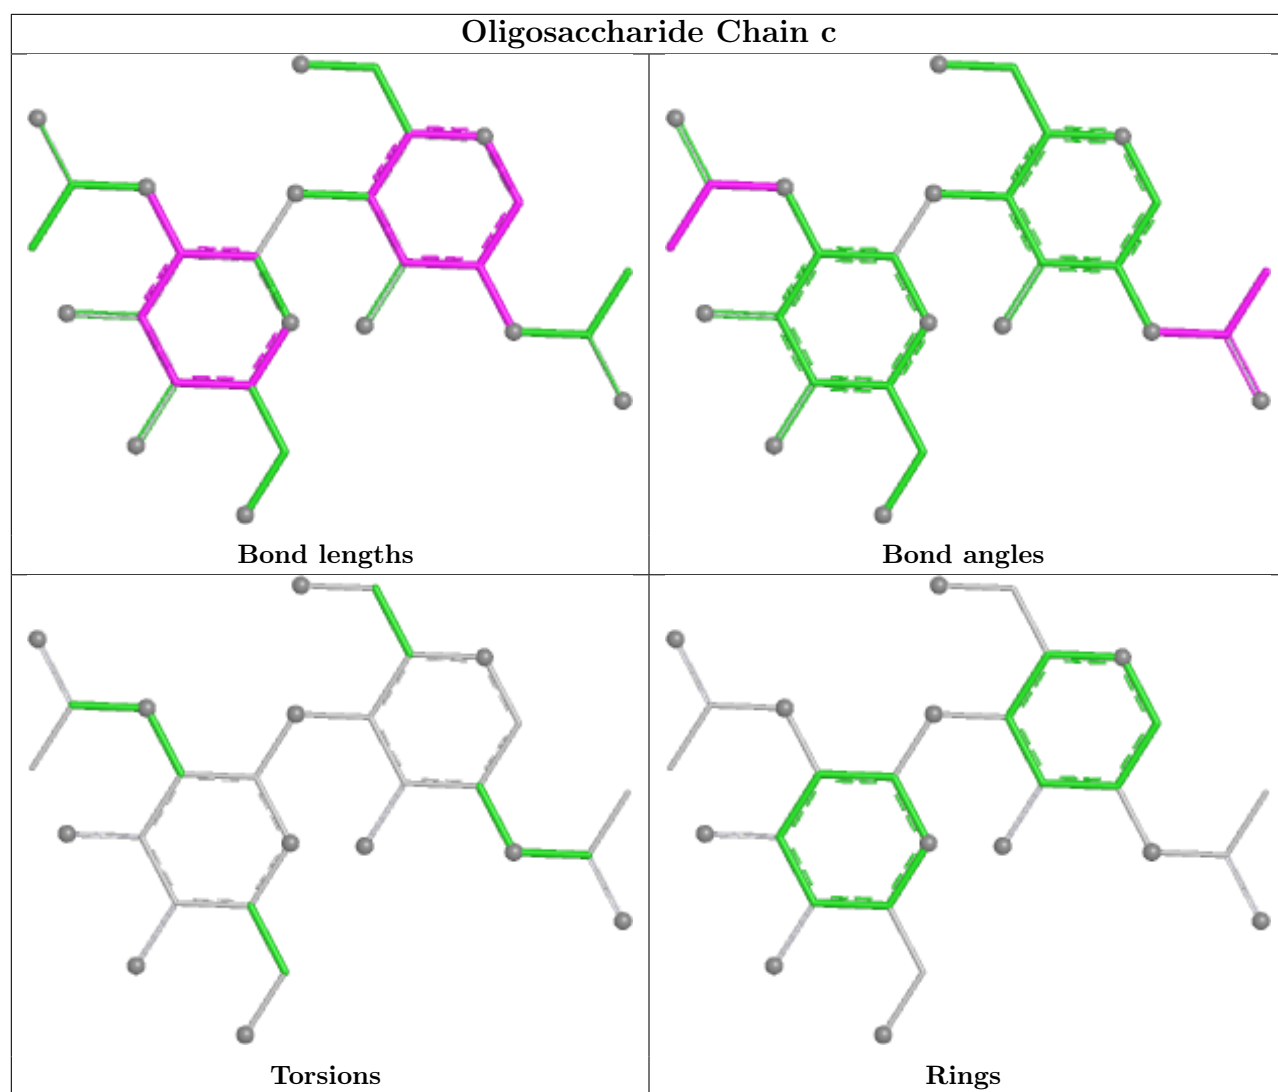 Oligosaccharide Chain c
Bond lengths
Bond angles
Torsions
Rings